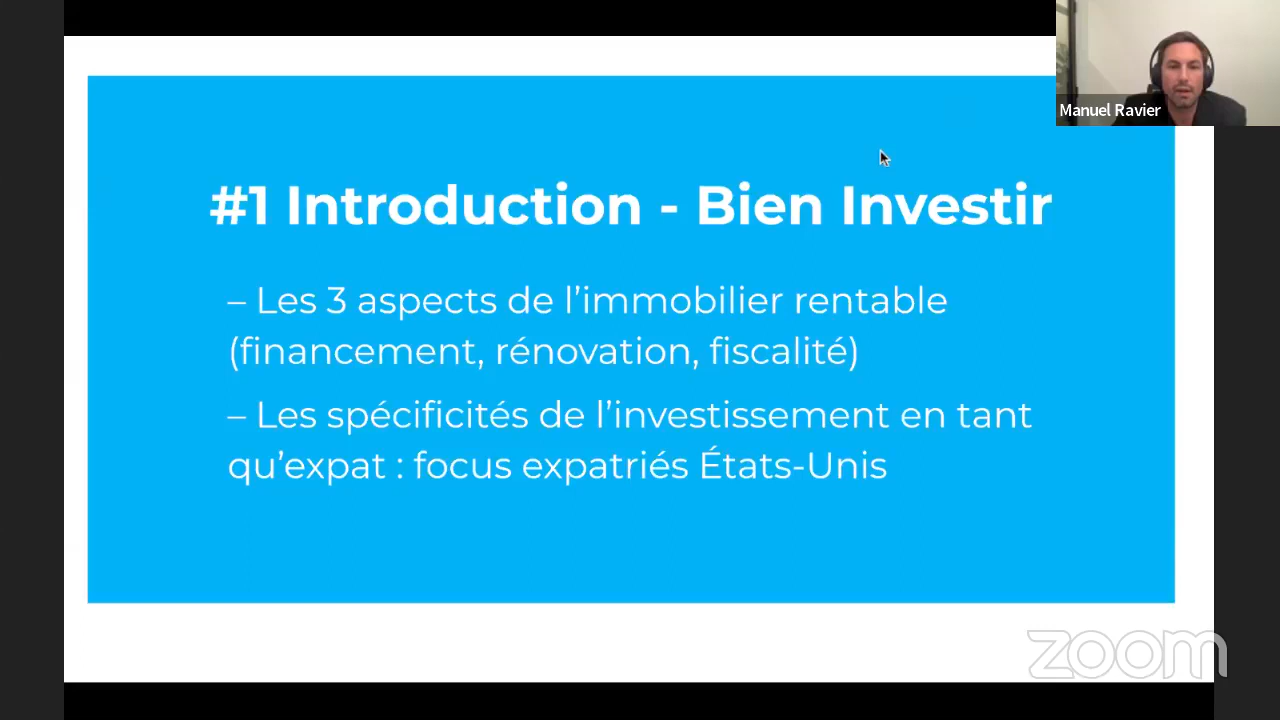 Manuel Ravier
#1 Introduction - Bien Investir
– Les 3 aspects de l’immobilier rentable
(financement, rénovation, fiscalité)
– Les spécificités de l’investissement en tant
qu’expat : focus expatriés États-Unis
zoom